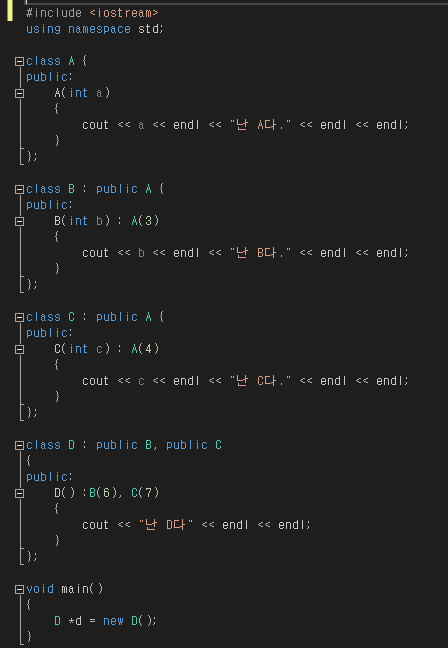 #include <iostream>
using namespace std;
class A {
public:
A(int a)
{
cout << a << endl << "난 A다." << endl << endl;
}
};
class B : public A {
public:
B(int b) : A(3)
{
cout << b << endl << "난 B다." << endl << endl;
}
};
class C : public A {
public:
C(int c) : A(4)
{
cout << c << endl << "난 C다." << endl << endl;
}
};
class D : public B, public C
{
public:
D() :B(6), C(7)
{
cout << "난 D다" << endl << endl;
}
};
void main()
{
D *d = new D();
}